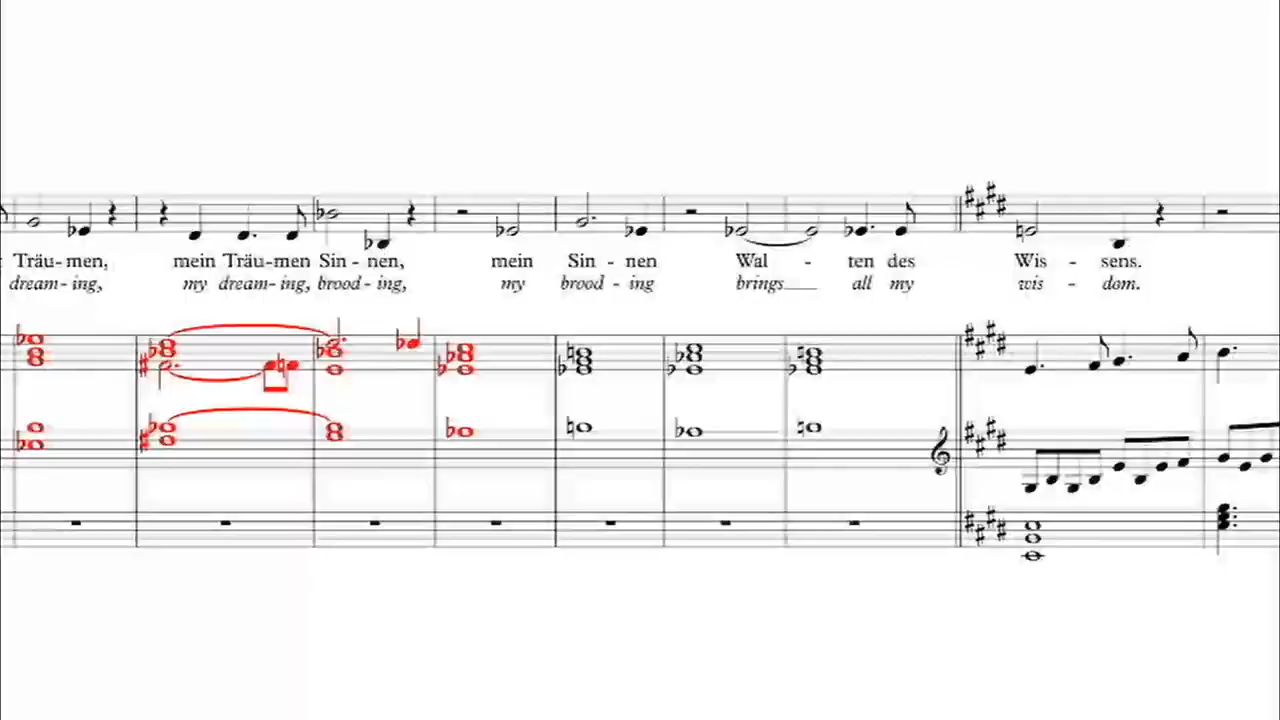 Träu-men, mein Träu-men Sin-nen, mein Sin-nen Wal - ten des Wis - sens.
dream-ing, my dream-ing, brood-ing, my brood-ing brings__ all my wis - dom.